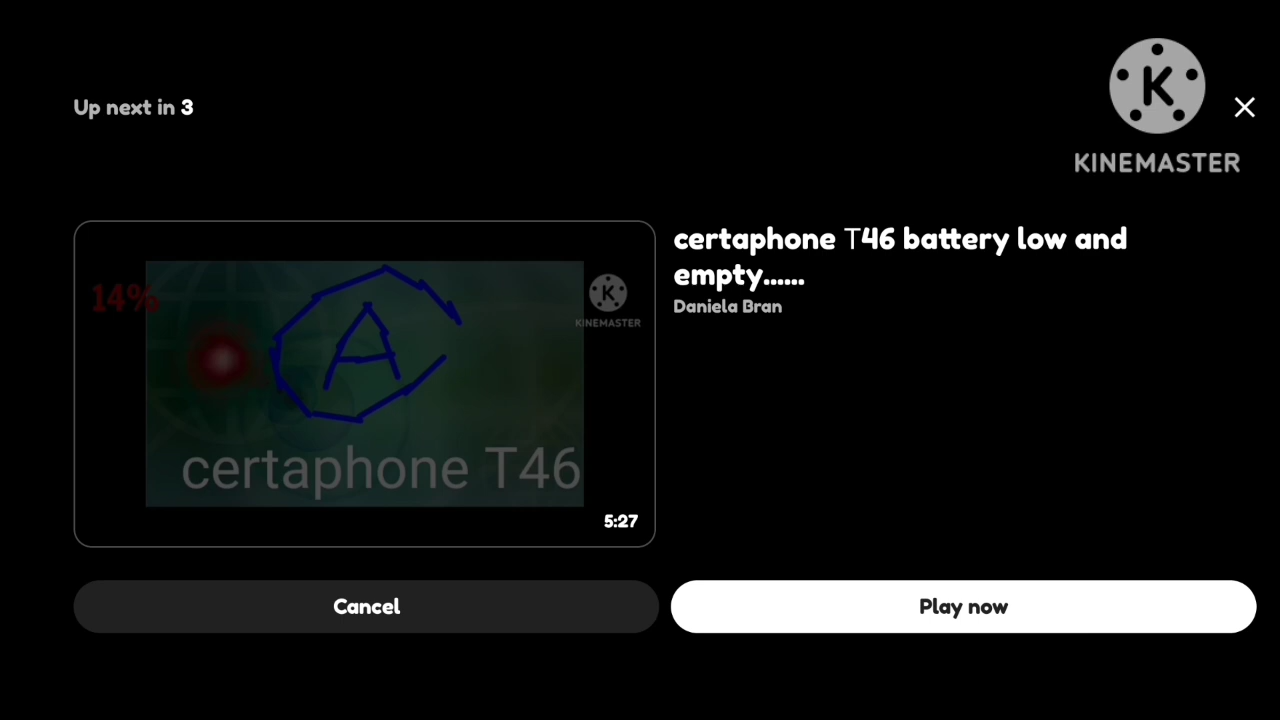 K
KINEMASTER
Up next in 3
14%
A
K
KINEMASTER
certaphone T46
5:27
certaphone T46 battery low and
empty......
Daniela Bran
Cancel
Play now